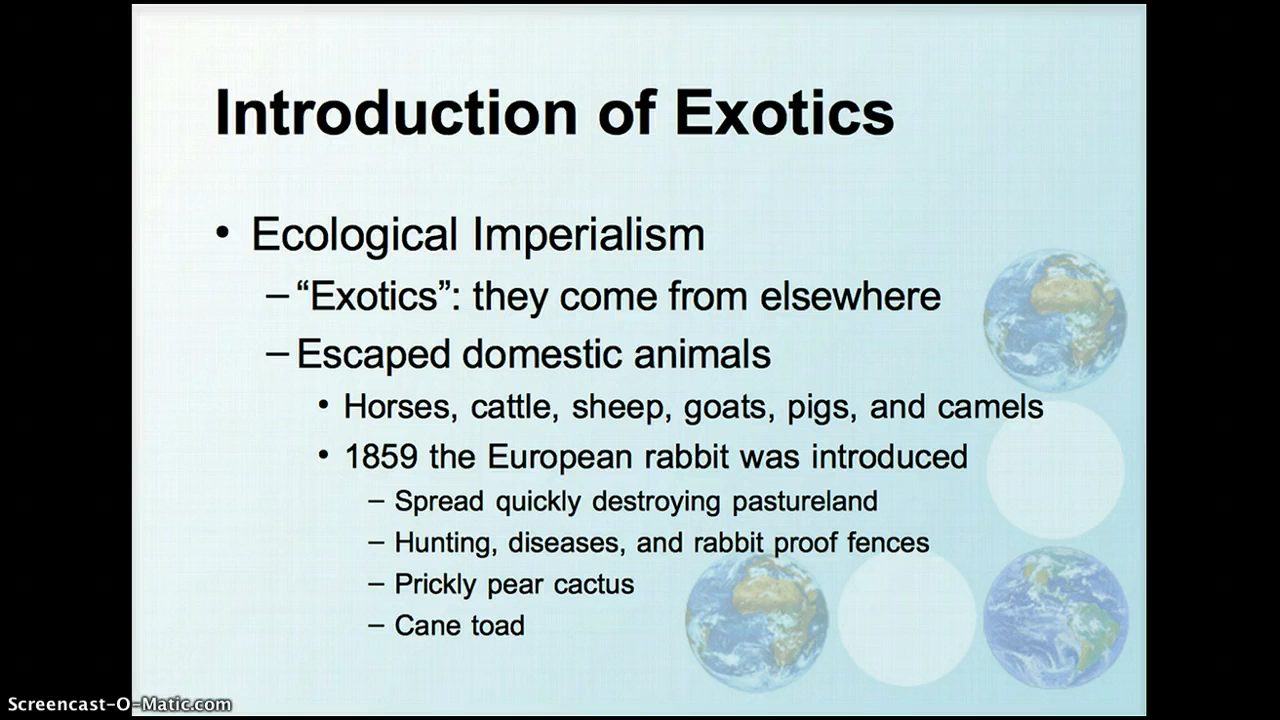 Introduction of Exotics
• Ecological Imperialism
– “Exotics”: they come from elsewhere
– Escaped domestic animals
• Horses, cattle, sheep, goats, pigs, and camels
• 1859 the European rabbit was introduced
– Spread quickly destroying pastureland
– Hunting, diseases, and rabbit proof fences
– Prickly pear cactus
– Cane toad
Screencast-O-Matic.com